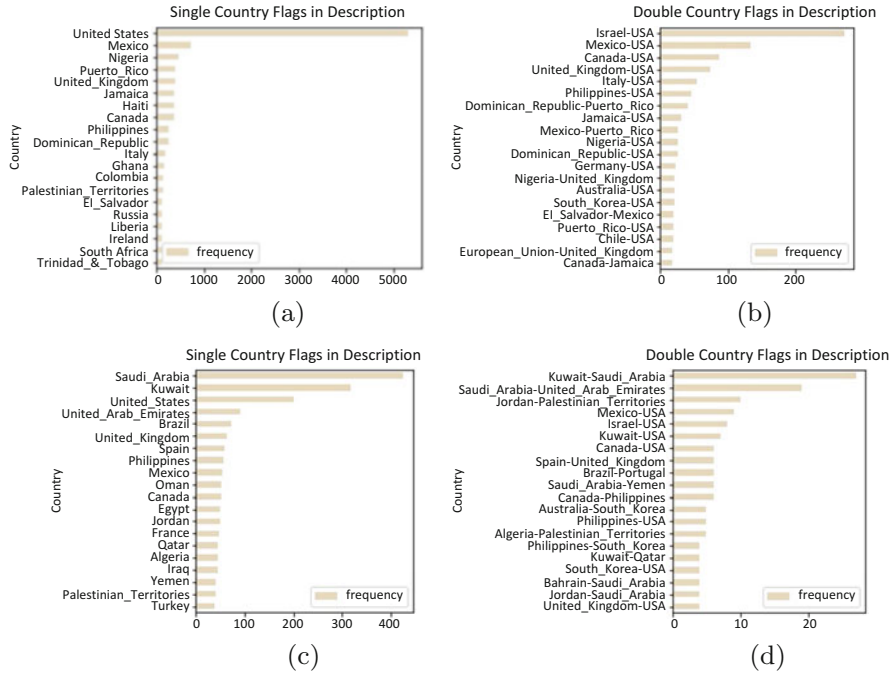 Single Country Flags in Description
United States
Mexico
Nigeria
Puerto_Rico
United_Kingdom
Jamaica
Haiti
Canada
Philippines
Dominican_Republic
Italy
Ghana
Colombia
Palestinian_Territories
El_Salvador
Russia
Liberia
Ireland
South Africa
Trinidad_&_Tobago
Country
frequency
0 1000 2000 3000 4000 5000
(a)
Double Country Flags in Description
Israel-USA
Mexico-USA
Canada-USA
United_Kingdom-USA
Italy-USA
Philippines-USA
Dominican_Republic-Puerto_Rico
Jamaica-USA
Mexico-Puerto_Rico
Nigeria-USA
Dominican_Republic-USA
Germany-USA
Nigeria-United_Kingdom
Australia-USA
South_Korea-USA
El_Salvador-Mexico
Puerto_Rico-USA
Chile-USA
European_Union-United_Kingdom
Canada-Jamaica
Country
frequency
0 100 200
(b)
Single Country Flags in Description
Saudi_Arabia
Kuwait
United_States
United_Arab_Emirates
Brazil
United_Kingdom
Spain
Philippines
Mexico
Oman
Canada
Egypt
Jordan
France
Qatar
Algeria
Iraq
Yemen
Palestinian_Territories
Turkey
Country
frequency
0 100 200 300 400
(c)
Double Country Flags in Description
Kuwait-Saudi_Arabia
Saudi_Arabia-United_Arab_Emirates
Jordan-Palestinian_Territories
Mexico-USA
Israel-USA
Kuwait-USA
Canada-USA
Spain-United_Kingdom
Brazil-Portugal
Saudi_Arabia-Yemen
Canada-Philippines
Australia-South_Korea
Philippines-USA
Algeria-Palestinian_Territories
Philippines-South_Korea
Kuwait-Qatar
South_Korea-USA
Bahrain-Saudi_Arabia
Jordan-Saudi_Arabia
United_Kingdom-USA
Country
frequency
0 10 20
(d)